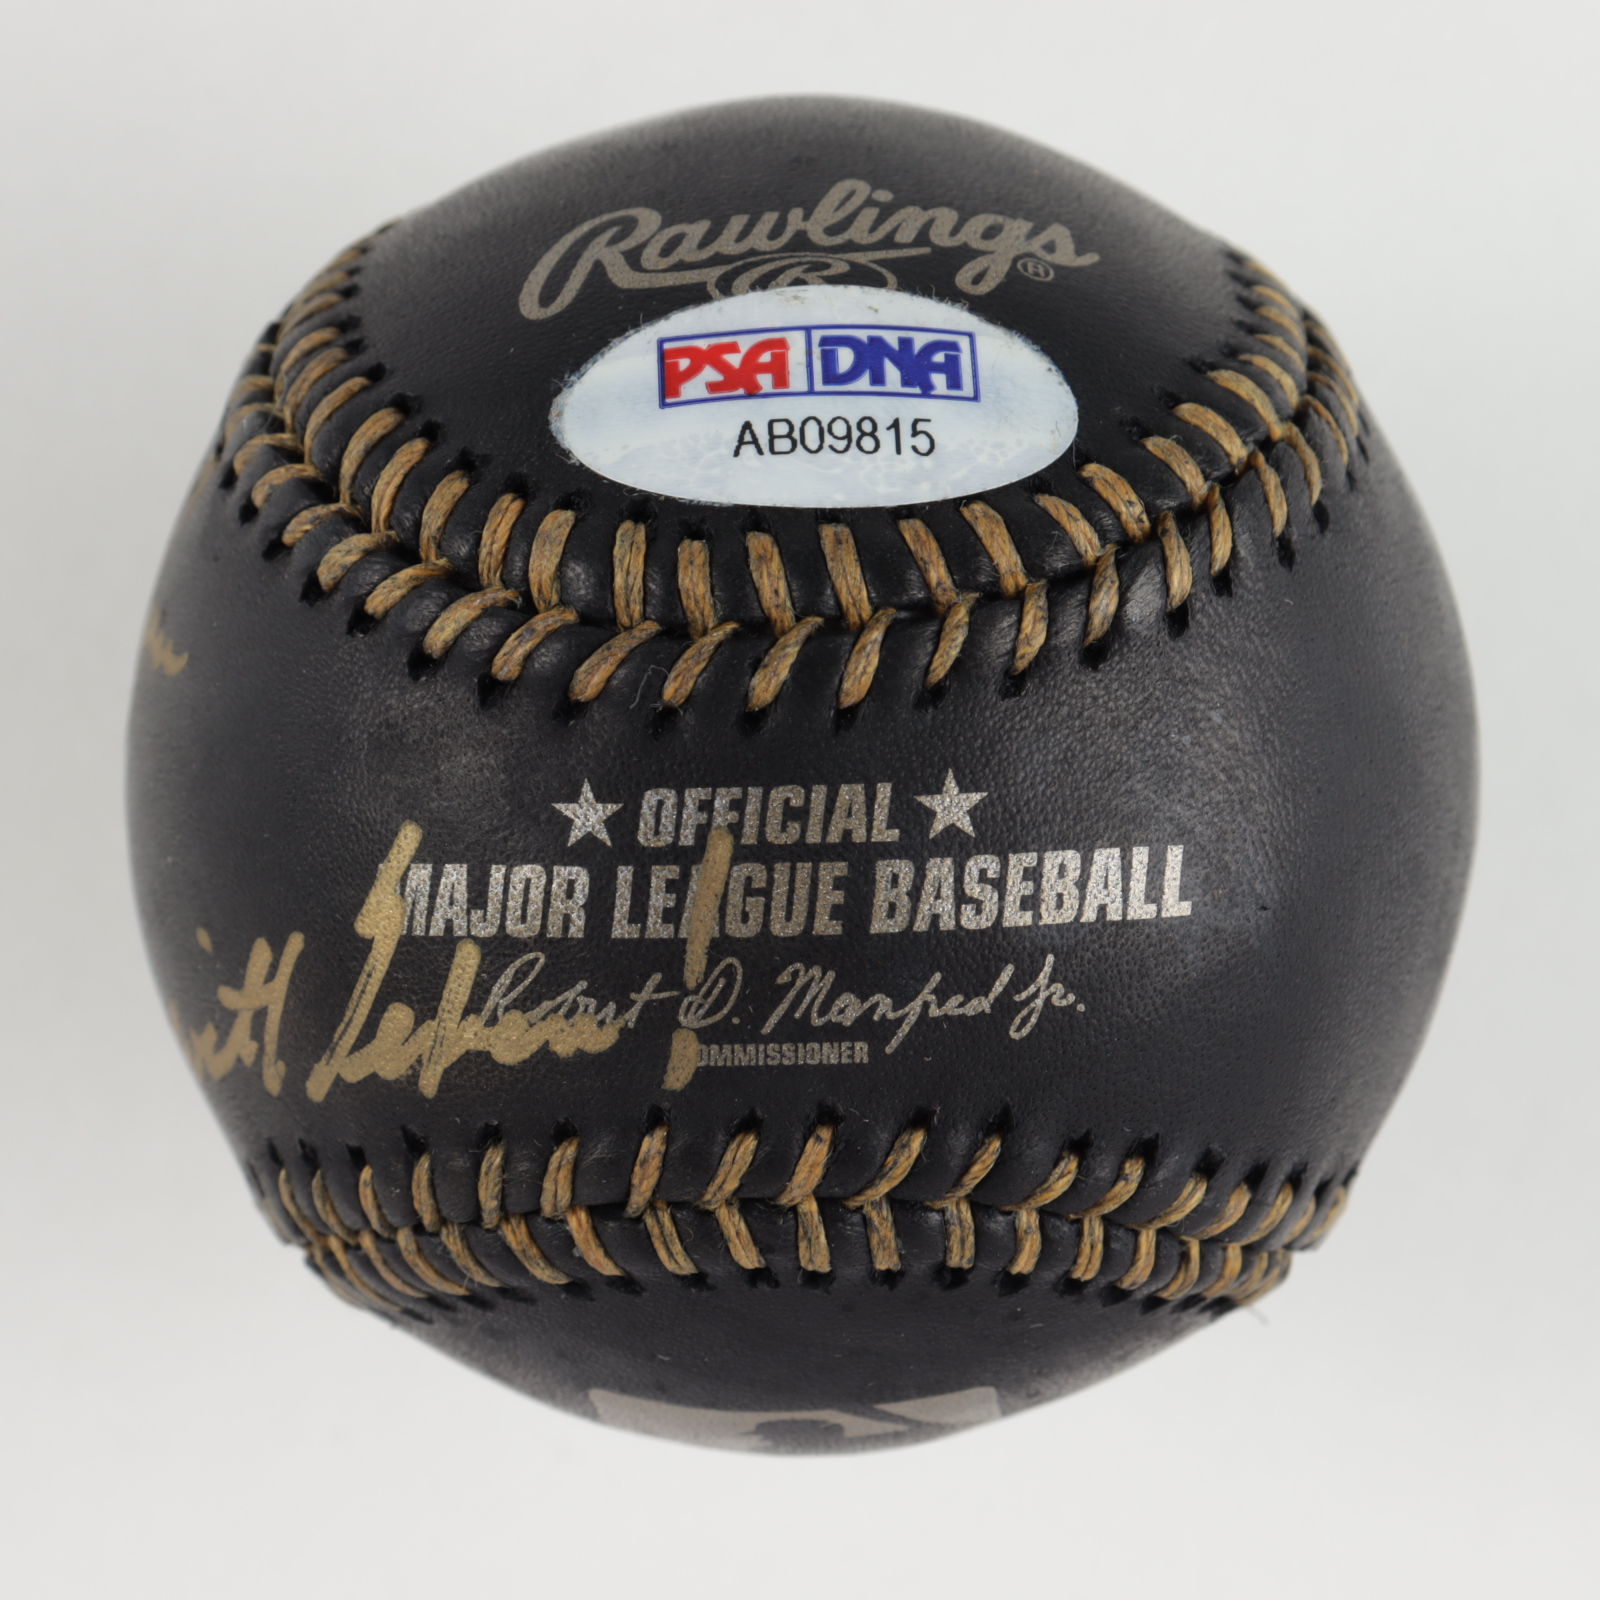 Rawlings®
R
PSA DNA
AB09815
★ OFFICIAL ★
MAJOR LEAGUE BASEBALL
Robert D. Manfred Jr.
COMMISSIONER